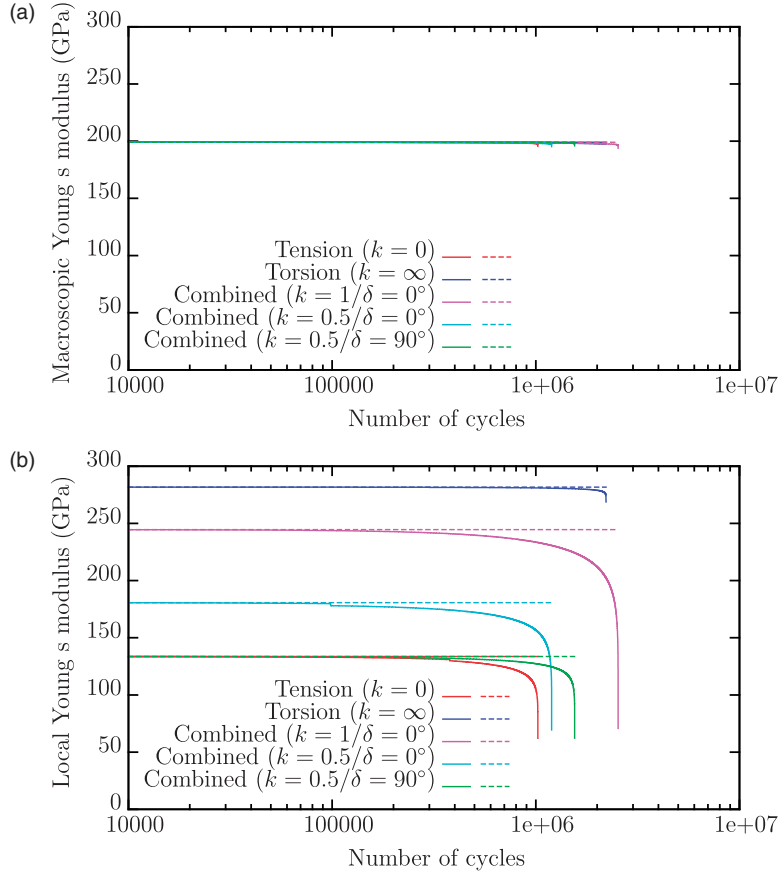 (a)
Macroscopic Young s modulus (GPa)
300
250
200
150
100
50
0
Tension (k = 0)
Torsion (k = ∞)
Combined (k = 1/δ = 0°)
Combined (k = 0.5/δ = 0°)
Combined (k = 0.5/δ = 90°)
10000 100000 1e+06 1e+07
Number of cycles
(b)
Local Young s modulus (GPa)
300
250
200
150
100
50
0
Tension (k = 0)
Torsion (k = ∞)
Combined (k = 1/δ = 0°)
Combined (k = 0.5/δ = 0°)
Combined (k = 0.5/δ = 90°)
10000 100000 1e+06 1e+07
Number of cycles